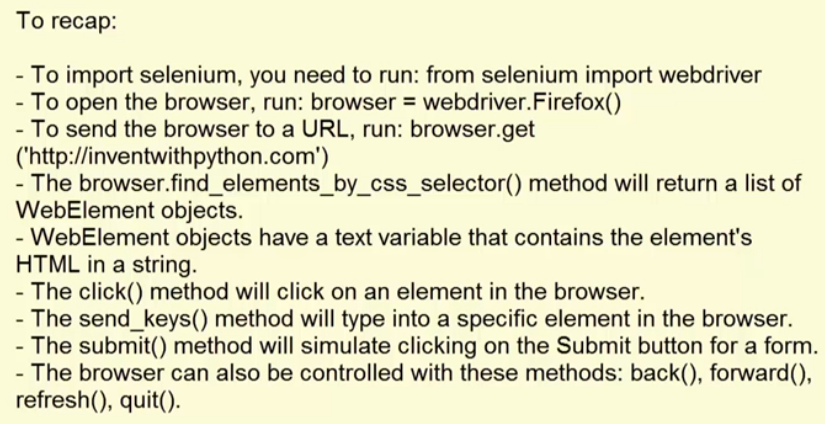 To recap:
- To import selenium, you need to run: from selenium import webdriver
- To open the browser, run: browser = webdriver.Firefox()
- To send the browser to a URL, run: browser.get
('http://inventwithpython.com')
- The browser.find_elements_by_css_selector() method will return a list of
WebElement objects.
- WebElement objects have a text variable that contains the element's
HTML in a string.
- The click() method will click on an element in the browser.
- The send_keys() method will type into a specific element in the browser.
- The submit() method will simulate clicking on the Submit button for a form.
- The browser can also be controlled with these methods: back(), forward(),
refresh(), quit().